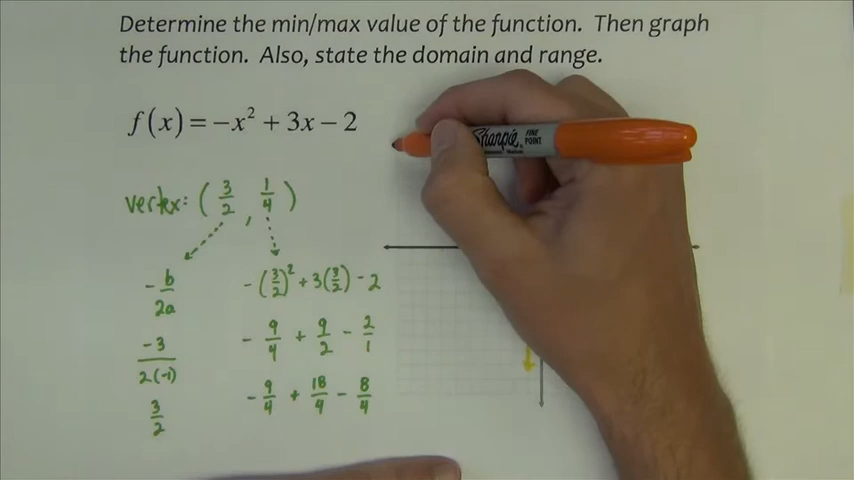 Determine the min/max value of the function. Then graph
the function. Also, state the domain and range.
f(x) = −x² + 3x − 2
Sharpie FINE POINT
vertex: (3/2, 1/4)
-b/2a
-(3/2)² + 3(3/2) - 2
-3/2(-1)
-9/4 + 9/2 - 2/1
3/2
-9/4 + 18/4 - 8/4